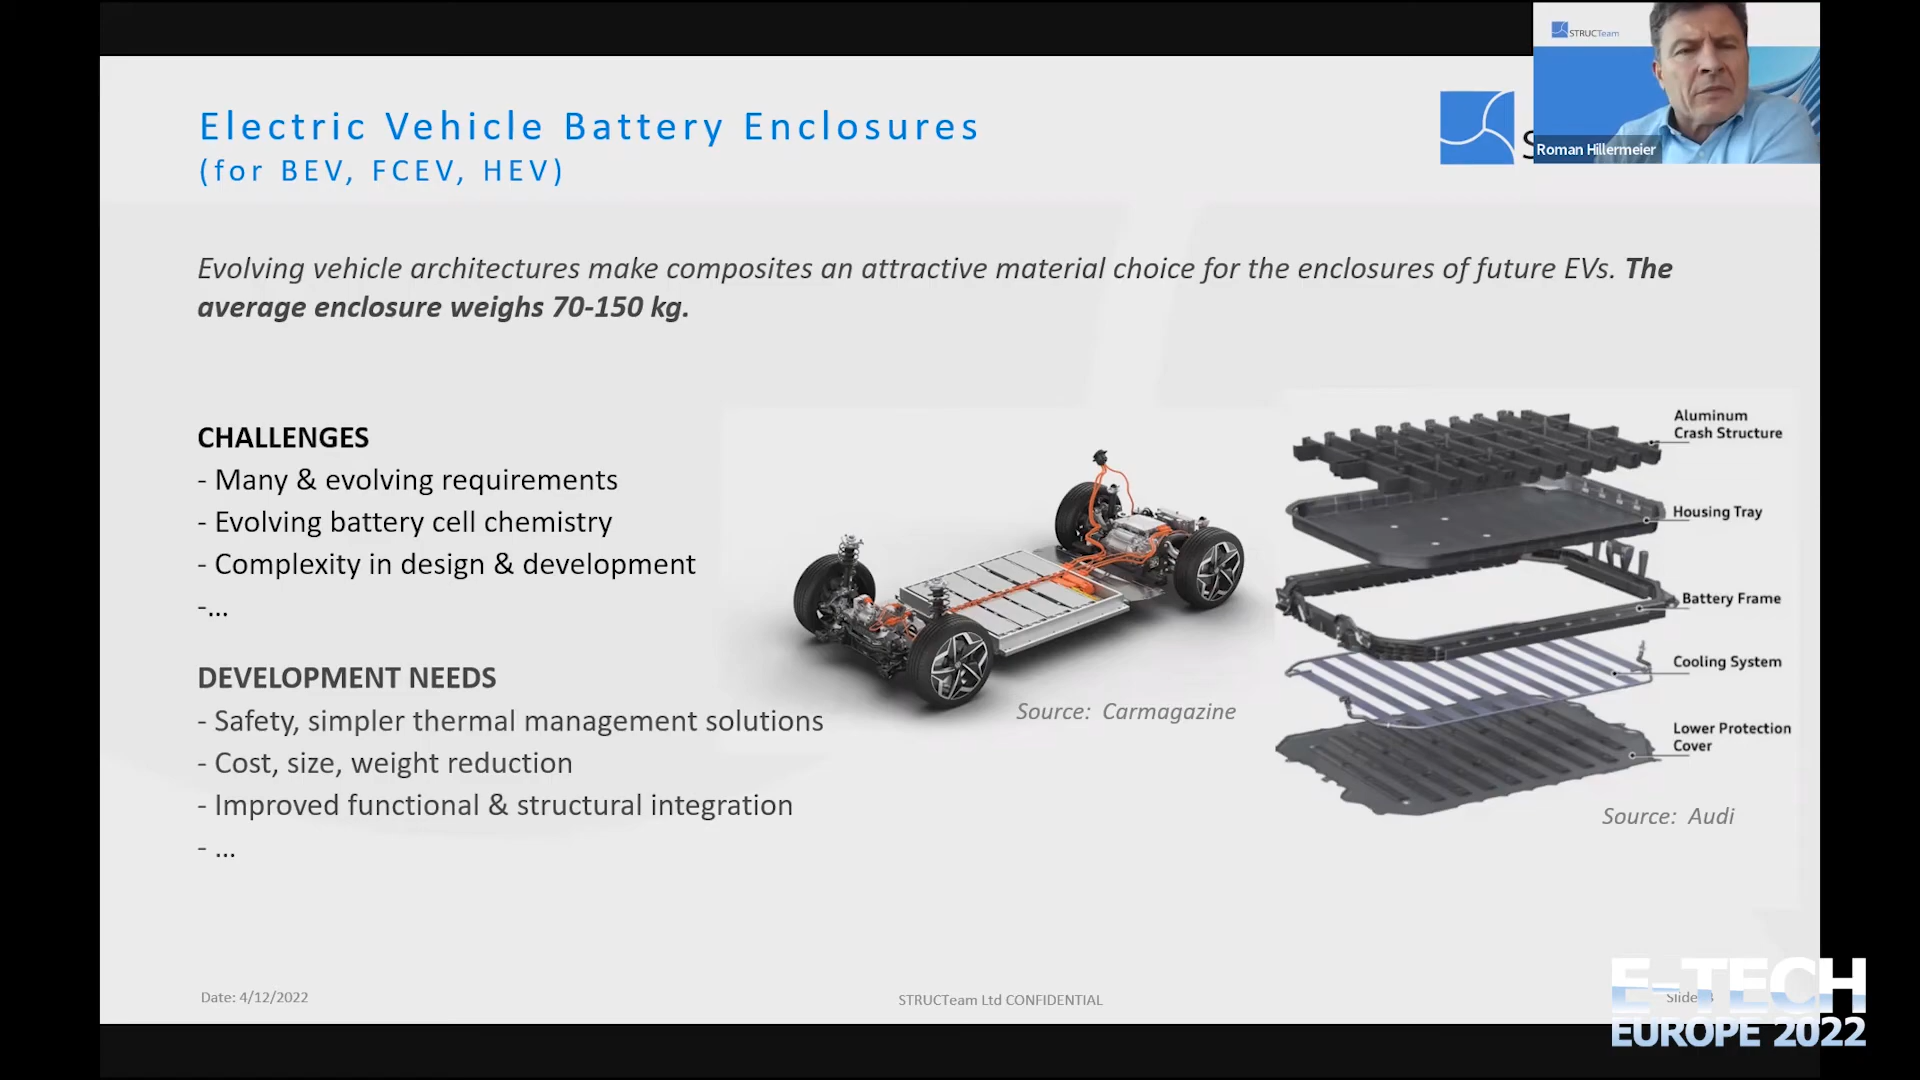 STRUCTeam
Roman Hillermeier
Electric Vehicle Battery Enclosures
(for BEV, FCEV, HEV)
Evolving vehicle architectures make composites an attractive material choice for the enclosures of future EVs. The
average enclosure weighs 70-150 kg.
CHALLENGES
- Many & evolving requirements
- Evolving battery cell chemistry
- Complexity in design & development
-...
DEVELOPMENT NEEDS
- Safety, simpler thermal management solutions
- Cost, size, weight reduction
- Improved functional & structural integration
- ...
Source: Carmagazine
Aluminum
Crash Structure
Housing Tray
Battery Frame
Cooling System
Lower Protection
Cover
Source: Audi
Date: 4/12/2022
STRUCTeam Ltd CONFIDENTIAL
Slide
E-TECH
EUROPE 2022